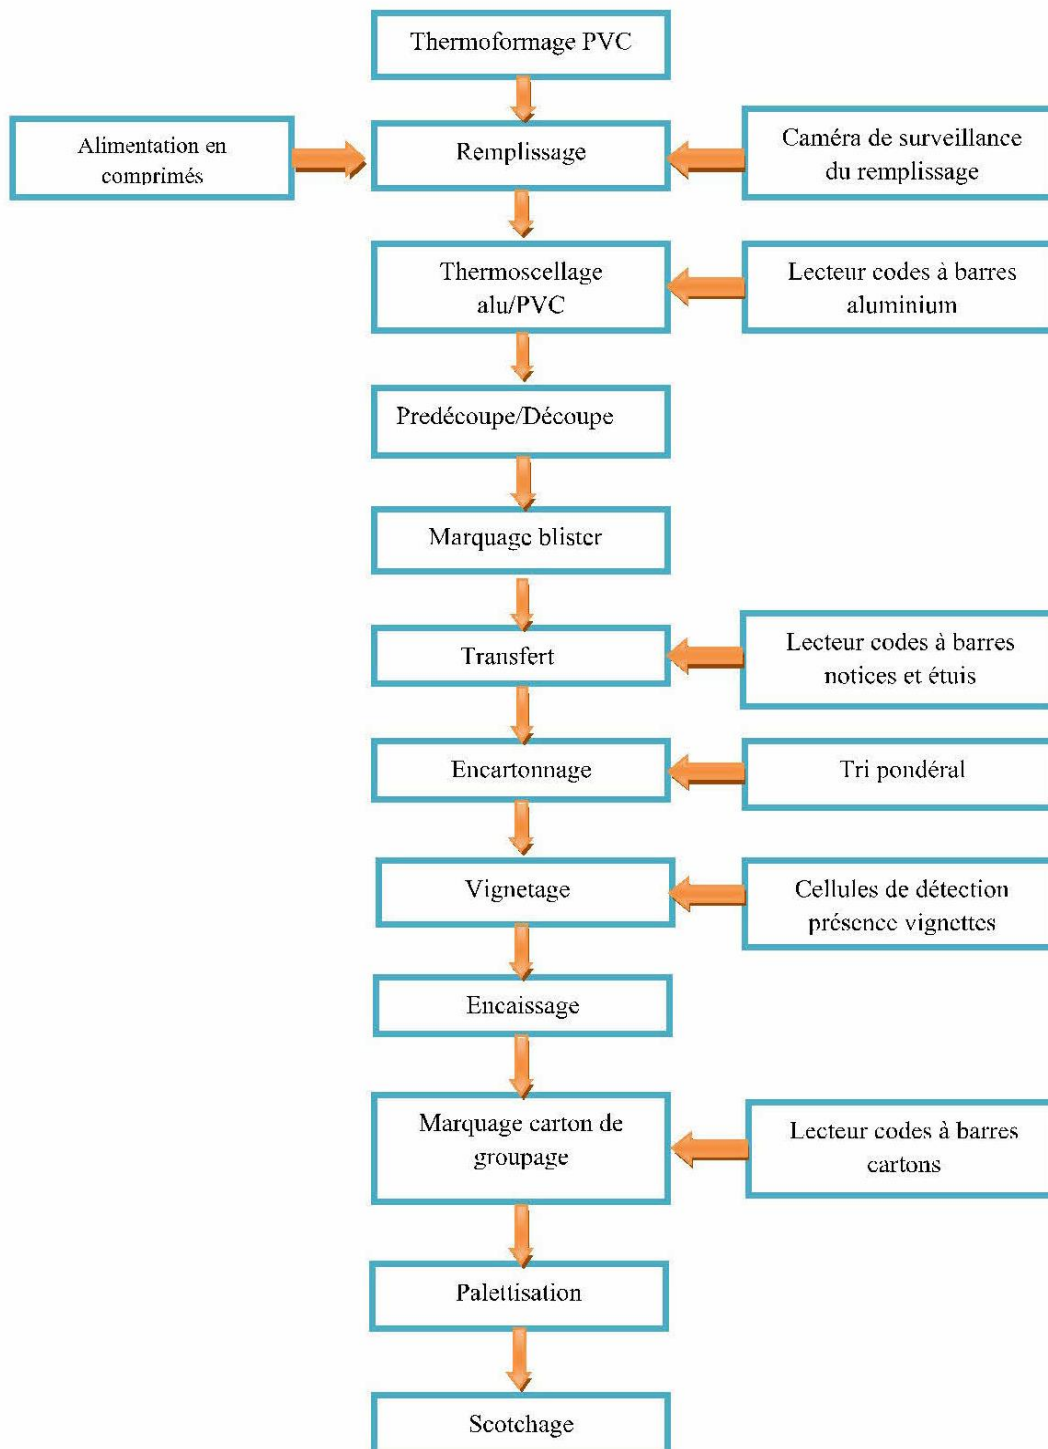 Thermoformage PVC
Alimentation en
comprimés
Remplissage
Caméra de surveillance
du remplissage
Thermoscellage
alu/PVC
Lecteur codes à barres
aluminium
Predécoupe/Découpe
Marquage blister
Transfert
Lecteur codes à barres
notices et étuis
Encartonnage
Tri pondéral
Vignetage
Cellules de détection
présence vignettes
Encaissage
Marquage carton de
groupage
Lecteur codes à barres
cartons
Palettisation
Scotchage